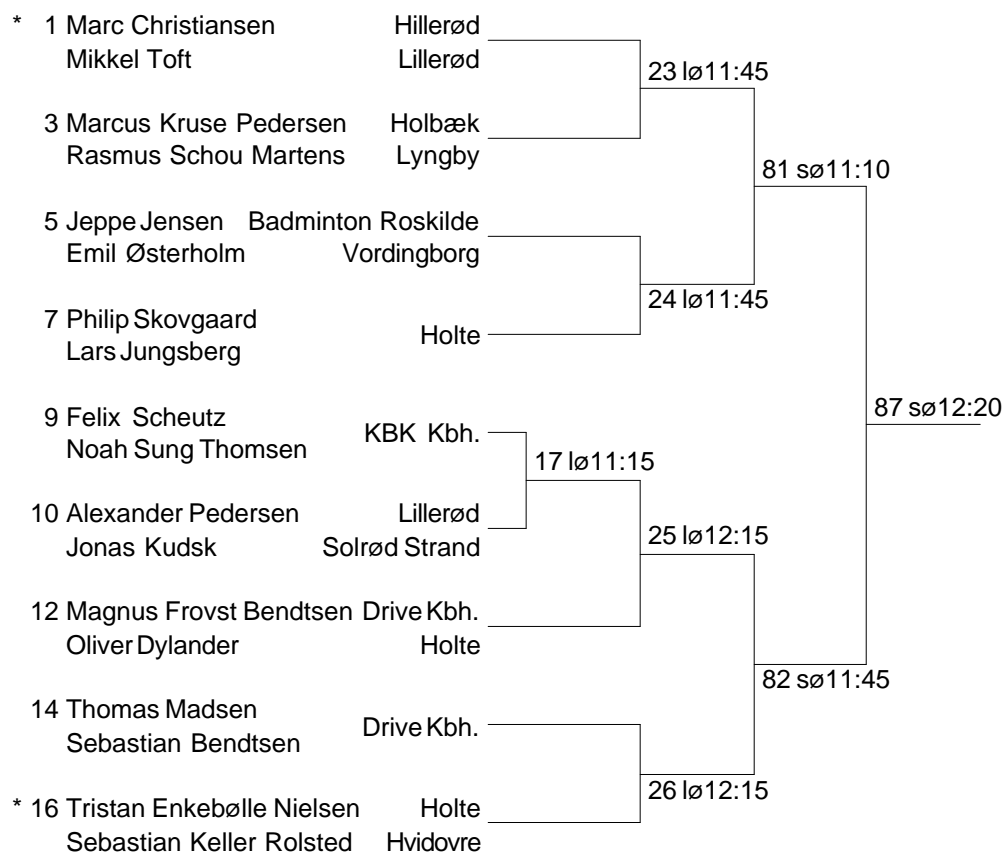 * 1 Marc Christiansen Hillerød
Mikkel Toft Lillerød
23 lø11:45
3 Marcus Kruse Pedersen Holbæk
Rasmus Schou Martens Lyngby
81 sø11:10
5 Jeppe Jensen Badminton Roskilde
Emil Østerholm Vordingborg
24 lø11:45
7 Philip Skovgaard
Holte
Lars Jungsberg
87 sø12:20
9 Felix Scheutz
KBK Kbh.
Noah Sung Thomsen
17 lø11:15
10 Alexander Pedersen Lillerød
Jonas Kudsk Solrød Strand
25 lø12:15
12 Magnus Frovst Bendtsen Drive Kbh.
Oliver Dylander Holte
82 sø11:45
14 Thomas Madsen
Drive Kbh.
Sebastian Bendtsen
26 lø12:15
* 16 Tristan Enkebølle Nielsen Holte
Sebastian Keller Rolsted Hvidovre